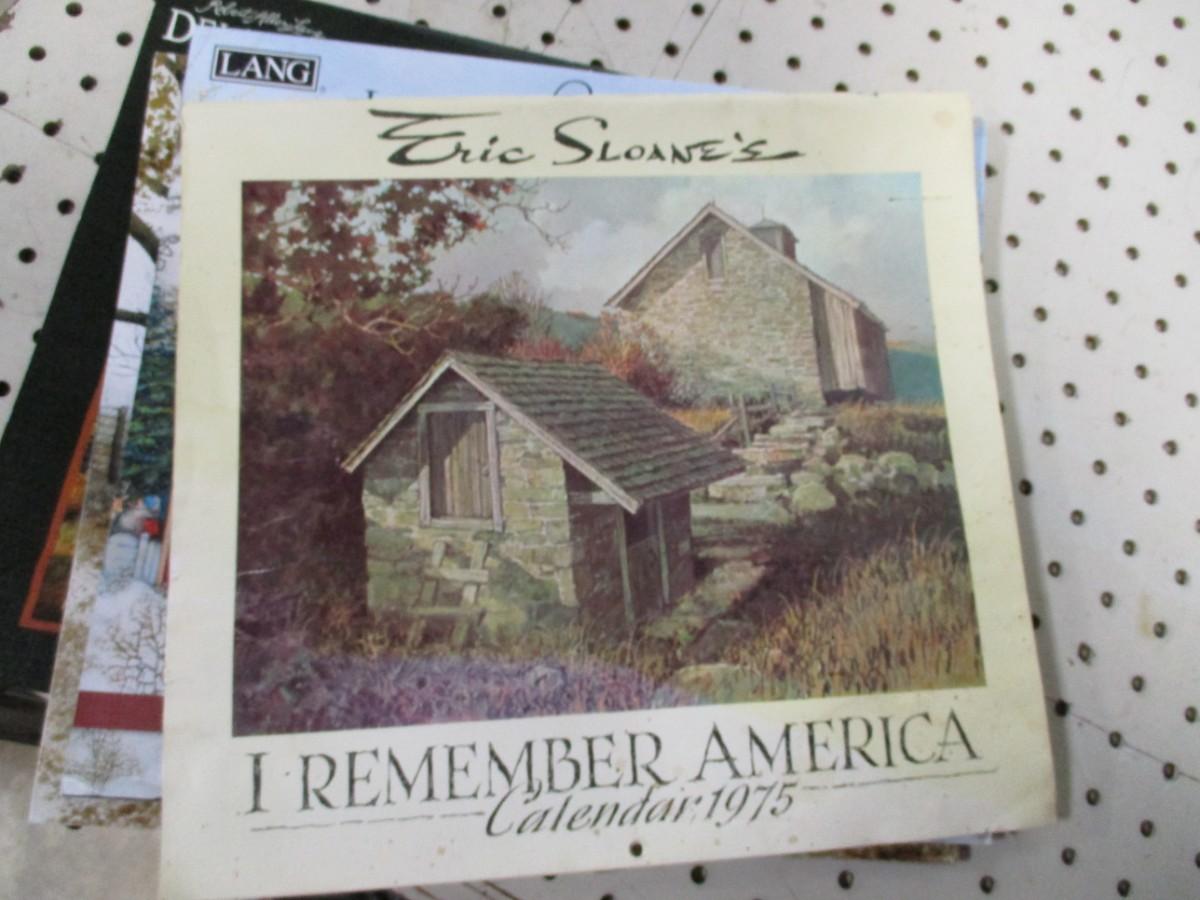 LANG
Eric SLOANE'S
I REMEMBER AMERICA
Calendar 1975